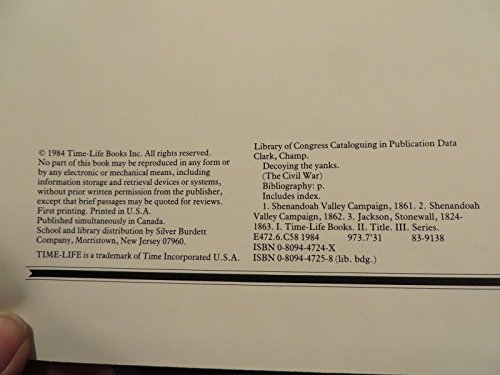 © 1984 Time-Life Books Inc. All rights reserved.
No part of this book may be reproduced in any form or
by any electronic or mechanical means, including
information storage and retrieval devices or systems,
without prior written permission from the publisher,
except that brief passages may be quoted for reviews.
First printing. Printed in U.S.A.
Published simultaneously in Canada.
School and library distribution by Silver Burdett
Company, Morristown, New Jersey 07960.
TIME-LIFE is a trademark of Time Incorporated U.S.A.
Library of Congress Cataloguing in Publication Data
Clark, Champ.
Decoying the yanks.
(The Civil War)
Bibliography: p.
Includes index.
1. Shenandoah Valley Campaign, 1861. 2. Shenandoah
Valley Campaign, 1862. 3. Jackson, Stonewall, 1824-
1863. I. Time-Life Books. II. Title. III. Series.
E472.6.C58 1984 973.7'31 83-9138
ISBN 0-8094-4724-X
ISBN 0-8094-4725-8 (lib. bdg.)